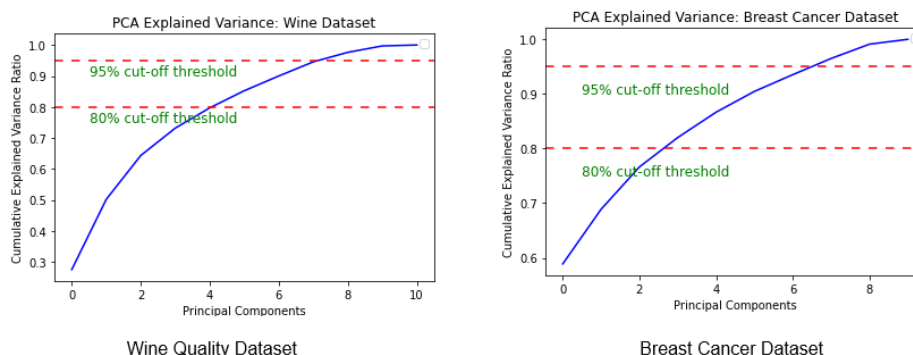 PCA Explained Variance: Wine Dataset
1.0
0.9
0.8
0.7
0.6
0.5
0.4
0.3
Cumulative Explained Variance Ratio
95% cut-off threshold
80% cut-off threshold
0 2 4 6 8 10
Principal Components
Wine Quality Dataset
PCA Explained Variance: Breast Cancer Dataset
1.0
0.9
0.8
0.7
0.6
Cumulative Explained Variance Ratio
95% cut-off threshold
80% cut-off threshold
0 2 4 6 8
Principal Components
Breast Cancer Dataset